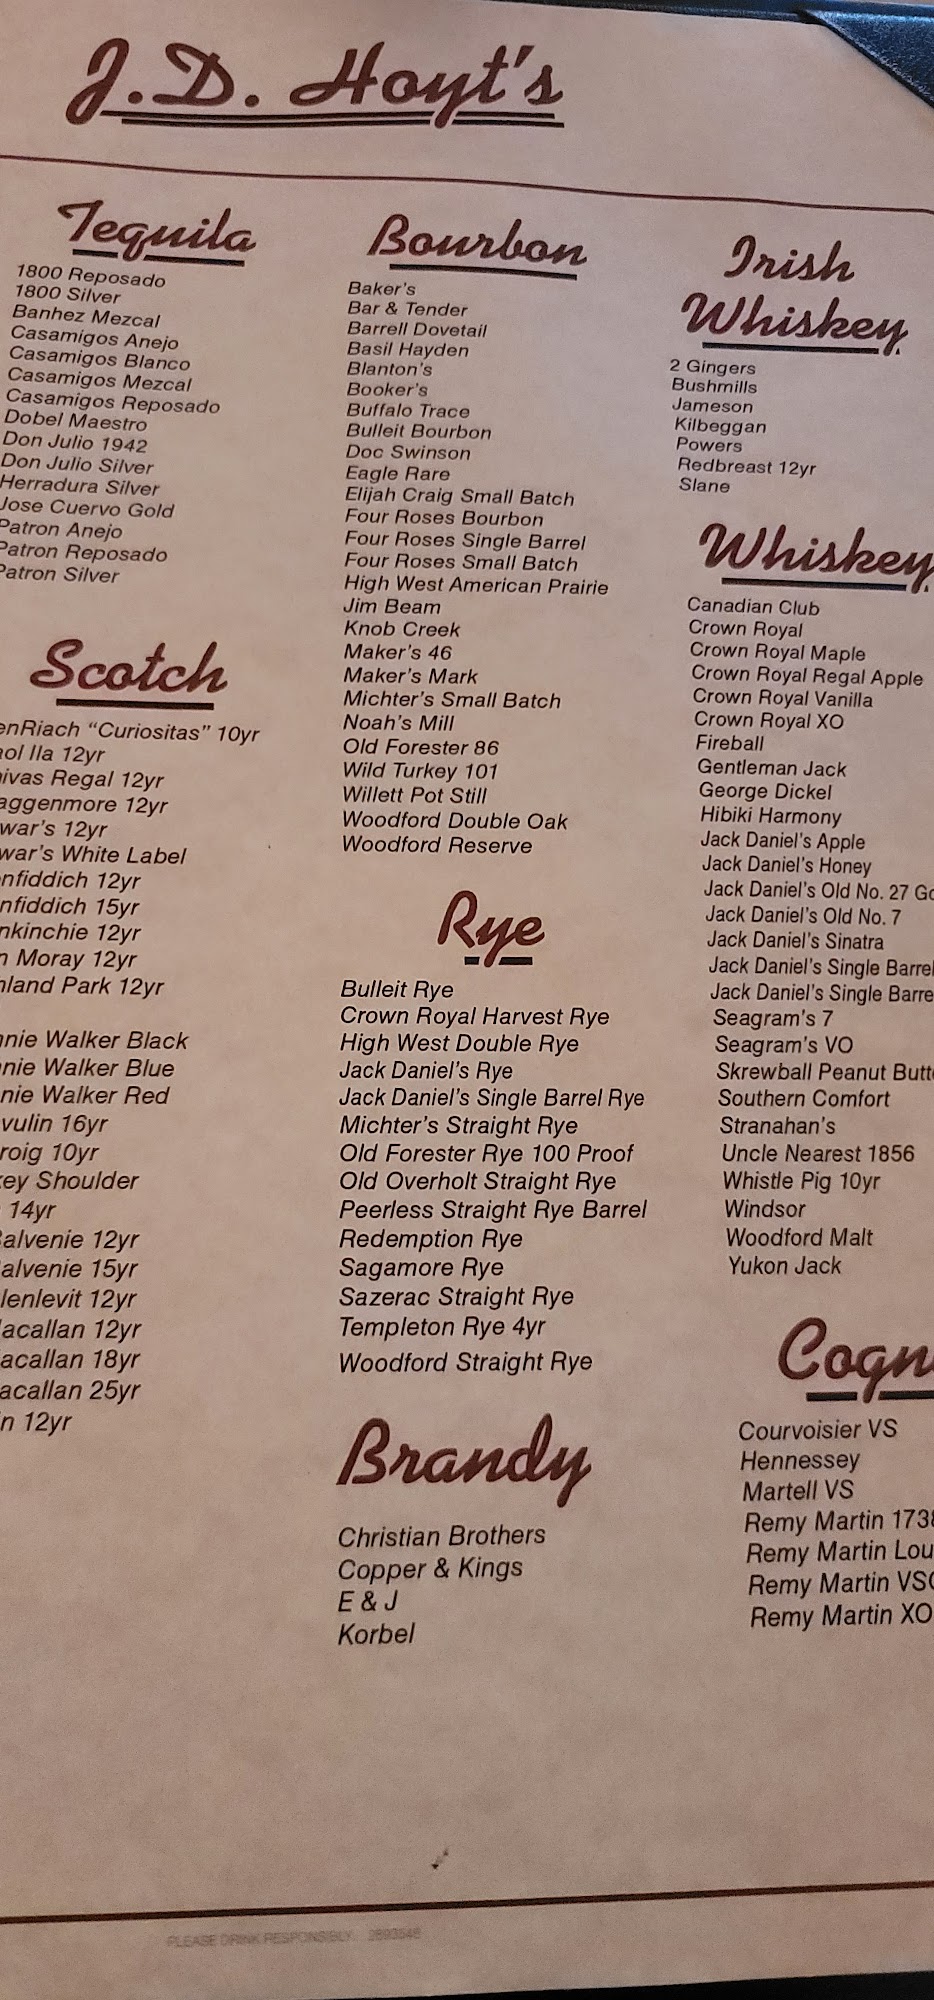 J.D. Hoyt's
Tequila
1800 Reposado
1800 Silver
Banhez Mezcal
Casamigos Anejo
Casamigos Blanco
Casamigos Mezcal
Casamigos Reposado
Dobel Maestro
Don Julio 1942
Don Julio Silver
Herradura Silver
Jose Cuervo Gold
Patron Anejo
Patron Reposado
Patron Silver
Scotch
enRiach "Curiositas" 10yr
ol Ila 12yr
ivas Regal 12yr
aggenmore 12yr
war's 12yr
war's White Label
nfiddich 12yr
nfiddich 15yr
nkinchie 12yr
n Moray 12yr
land Park 12yr
nie Walker Black
nie Walker Blue
nie Walker Red
vulin 16yr
roig 10yr
ey Shoulder
14yr
alvenie 12yr
alvenie 15yr
lenlevit 12yr
acallan 12yr
acallan 18yr
acallan 25yr
n 12yr
Bourbon
Baker's
Bar & Tender
Barrell Dovetail
Basil Hayden
Blanton's
Booker's
Buffalo Trace
Bulleit Bourbon
Doc Swinson
Eagle Rare
Elijah Craig Small Batch
Four Roses Bourbon
Four Roses Single Barrel
Four Roses Small Batch
High West American Prairie
Jim Beam
Knob Creek
Maker's 46
Maker's Mark
Michter's Small Batch
Noah's Mill
Old Forester 86
Wild Turkey 101
Willett Pot Still
Woodford Double Oak
Woodford Reserve
Rye
Bulleit Rye
Crown Royal Harvest Rye
High West Double Rye
Jack Daniel's Rye
Jack Daniel's Single Barrel Rye
Michter's Straight Rye
Old Forester Rye 100 Proof
Old Overholt Straight Rye
Peerless Straight Rye Barrel
Redemption Rye
Sagamore Rye
Sazerac Straight Rye
Templeton Rye 4yr
Woodford Straight Rye
Brandy
Christian Brothers
Copper & Kings
E & J
Korbel
Irish
Whiskey
2 Gingers
Bushmills
Jameson
Kilbeggan
Powers
Redbreast 12yr
Slane
Whiskey
Canadian Club
Crown Royal
Crown Royal Maple
Crown Royal Regal Apple
Crown Royal Vanilla
Crown Royal XO
Fireball
Gentleman Jack
George Dickel
Hibiki Harmony
Jack Daniel's Apple
Jack Daniel's Honey
Jack Daniel's Old No. 27 Go
Jack Daniel's Old No. 7
Jack Daniel's Sinatra
Jack Daniel's Single Barrel
Jack Daniel's Single Barre
Seagram's 7
Seagram's VO
Skrewball Peanut Butt
Southern Comfort
Stranahan's
Uncle Nearest 1856
Whistle Pig 10yr
Windsor
Woodford Malt
Yukon Jack
Cogn
Courvoisier VS
Hennessey
Martell VS
Remy Martin 1738
Remy Martin Lou
Remy Martin VSO
Remy Martin XO
PLEASE DRINK RESPONSIBLY. 2893548